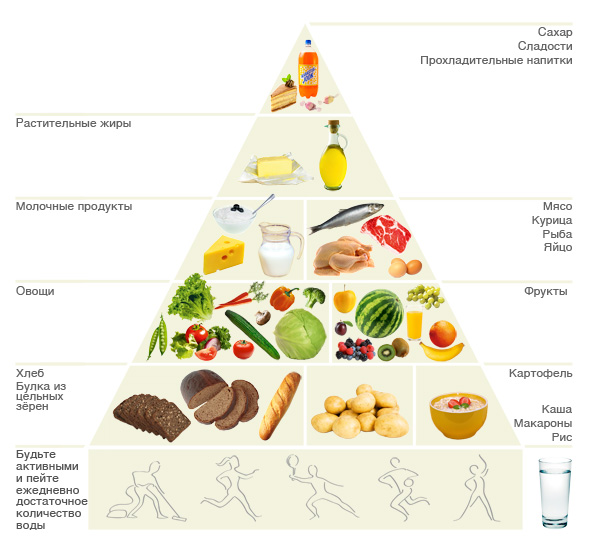 Сахар
Сладости
Прохладительные напитки
Растительные жиры
Молочные продукты
Мясо
Курица
Рыба
Яйцо
Овощи
Фрукты
Хлеб
Булка из
цельных
зёрен
Картофель
Каша
Макароны
Рис
Будьте
активными
и пейте
ежедневно
достаточное
количество
воды